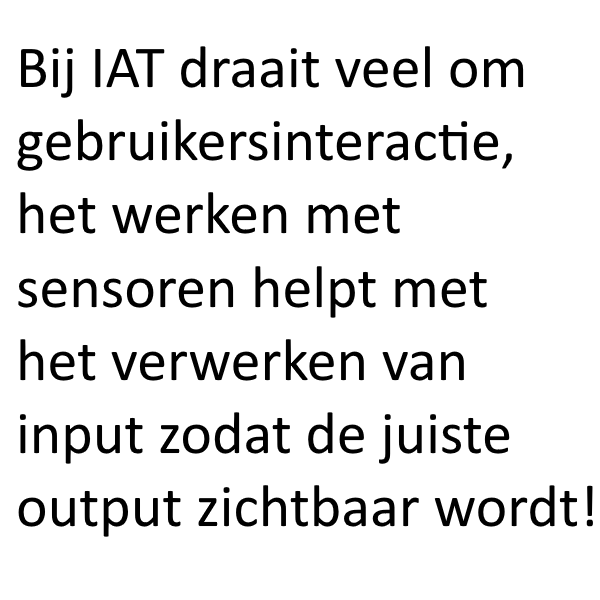 Bij IAT draait veel om
gebruikersinteractie,
het werken met
sensoren helpt met
het verwerken van
input zodat de juiste
output zichtbaar wordt!